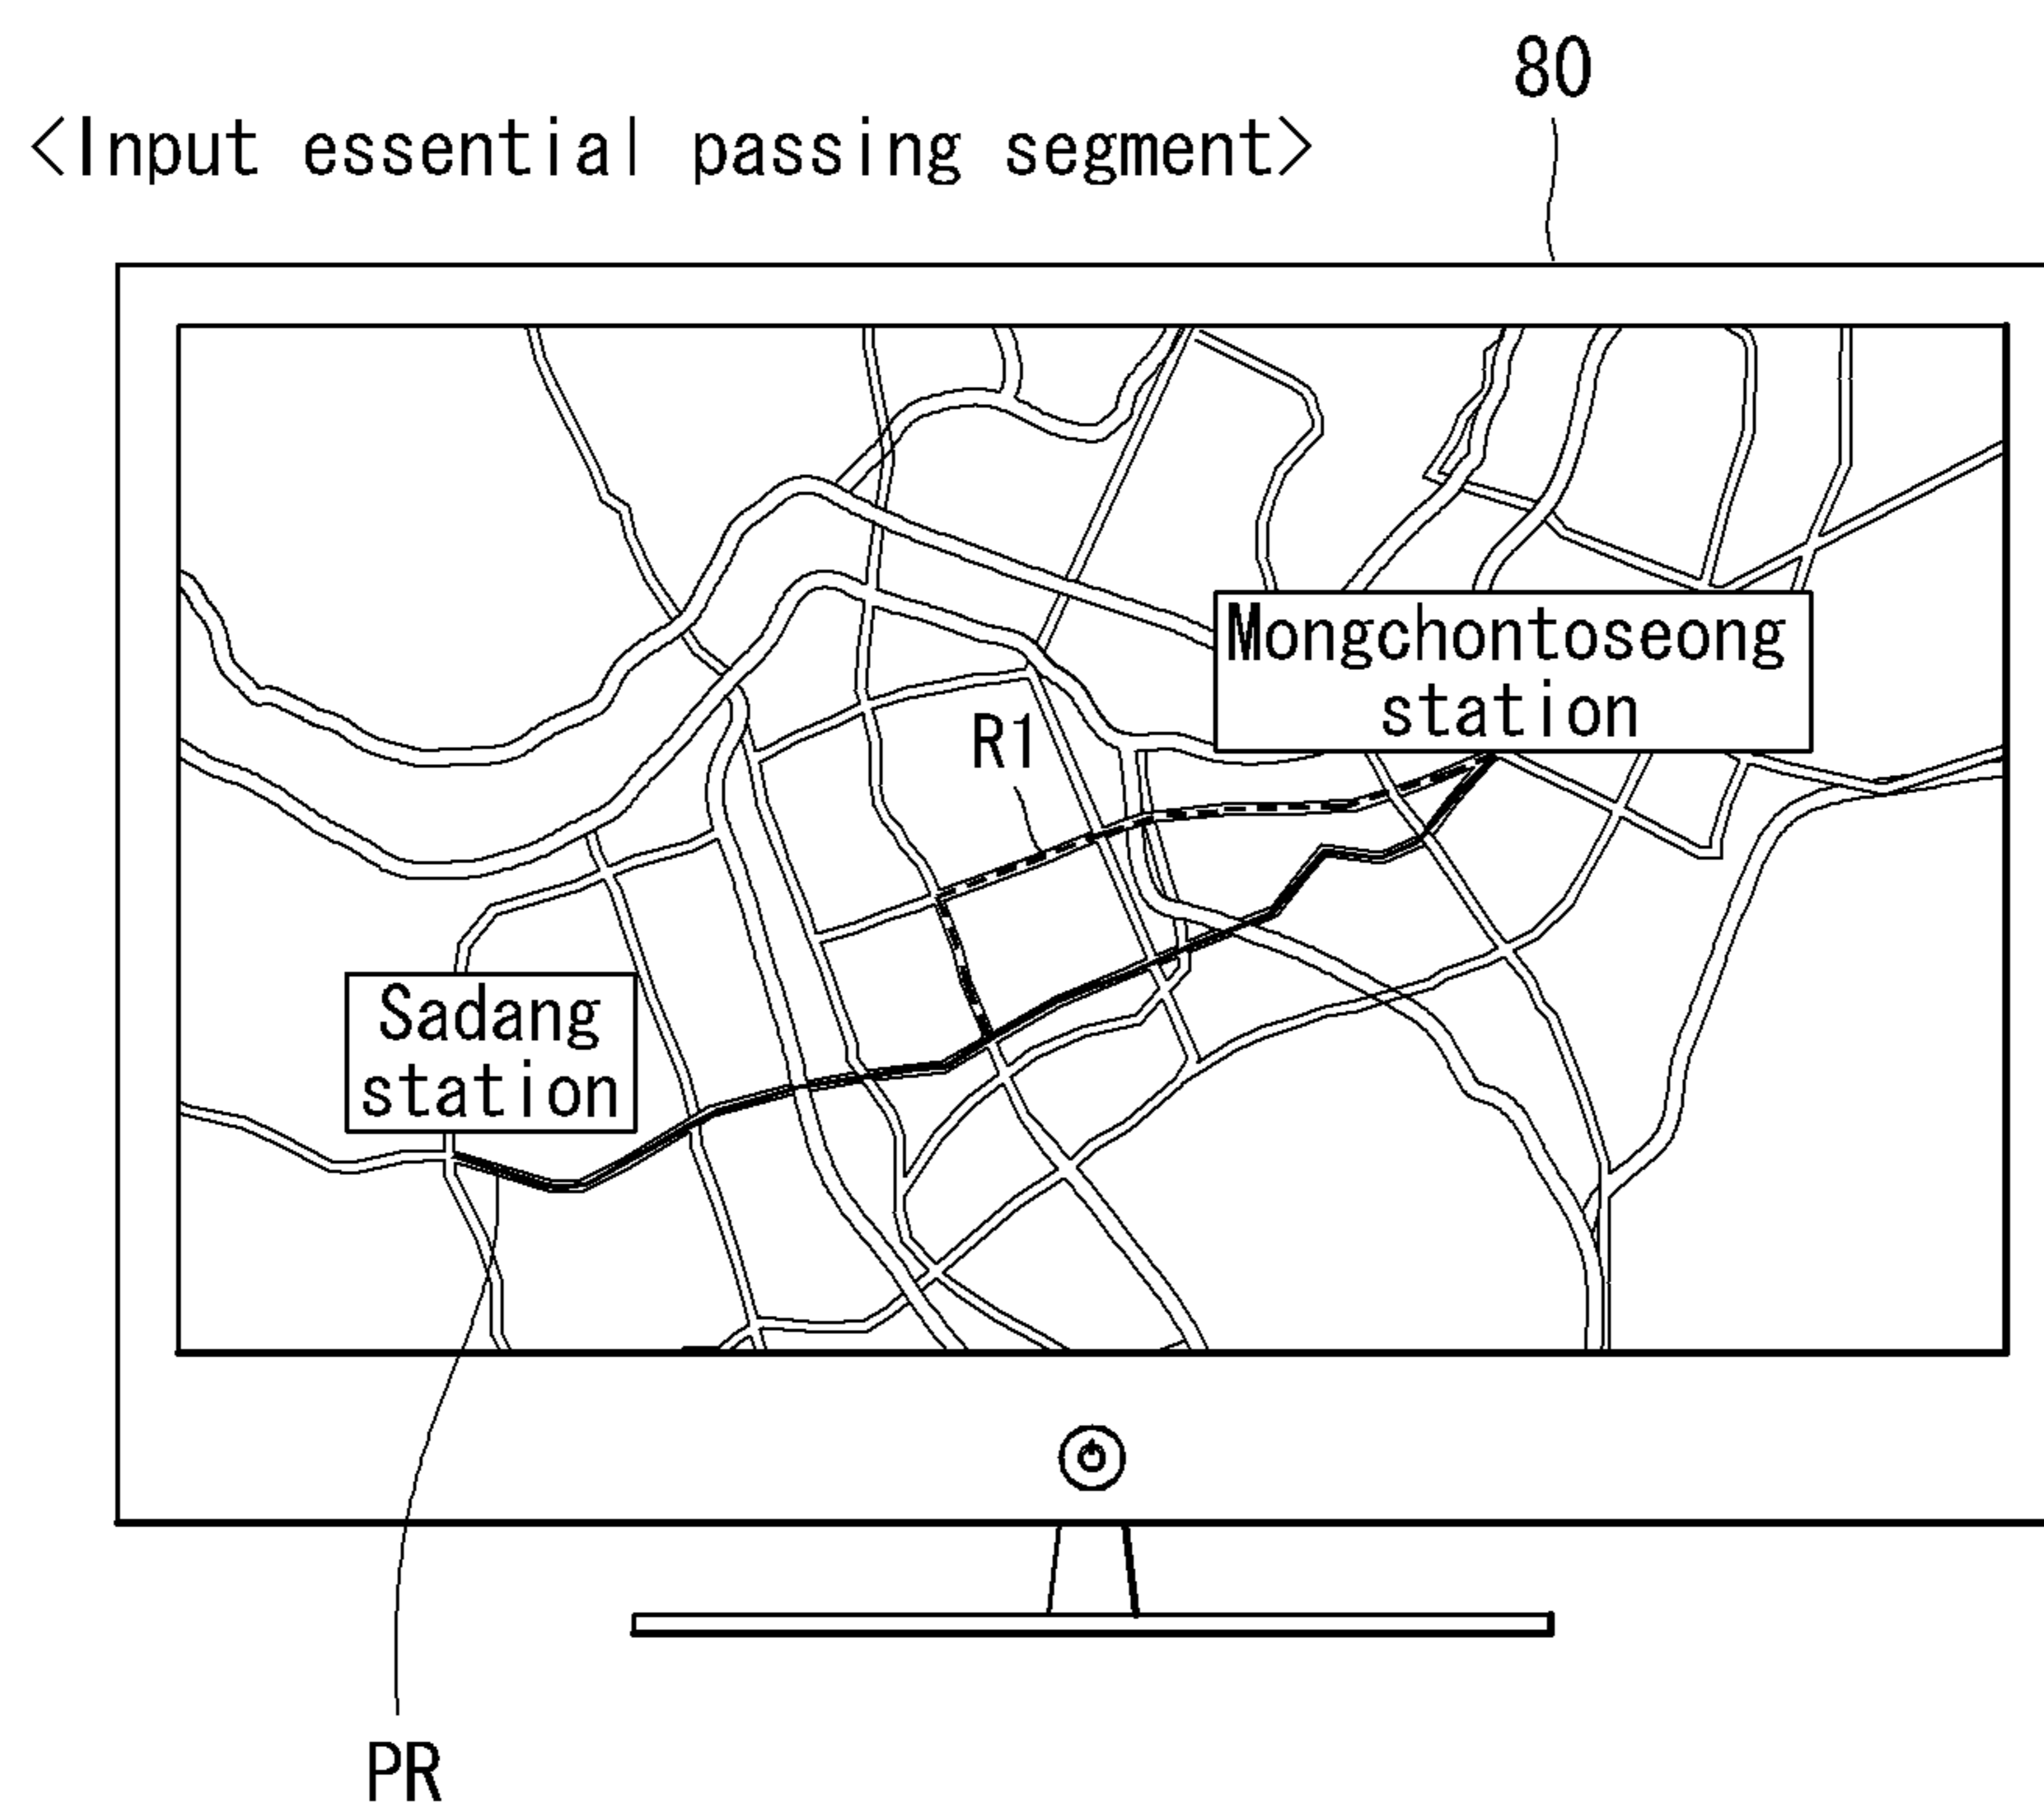 80
<Input essential passing segment>
Mongchontoseong
station
R1
Sadang
station
PR